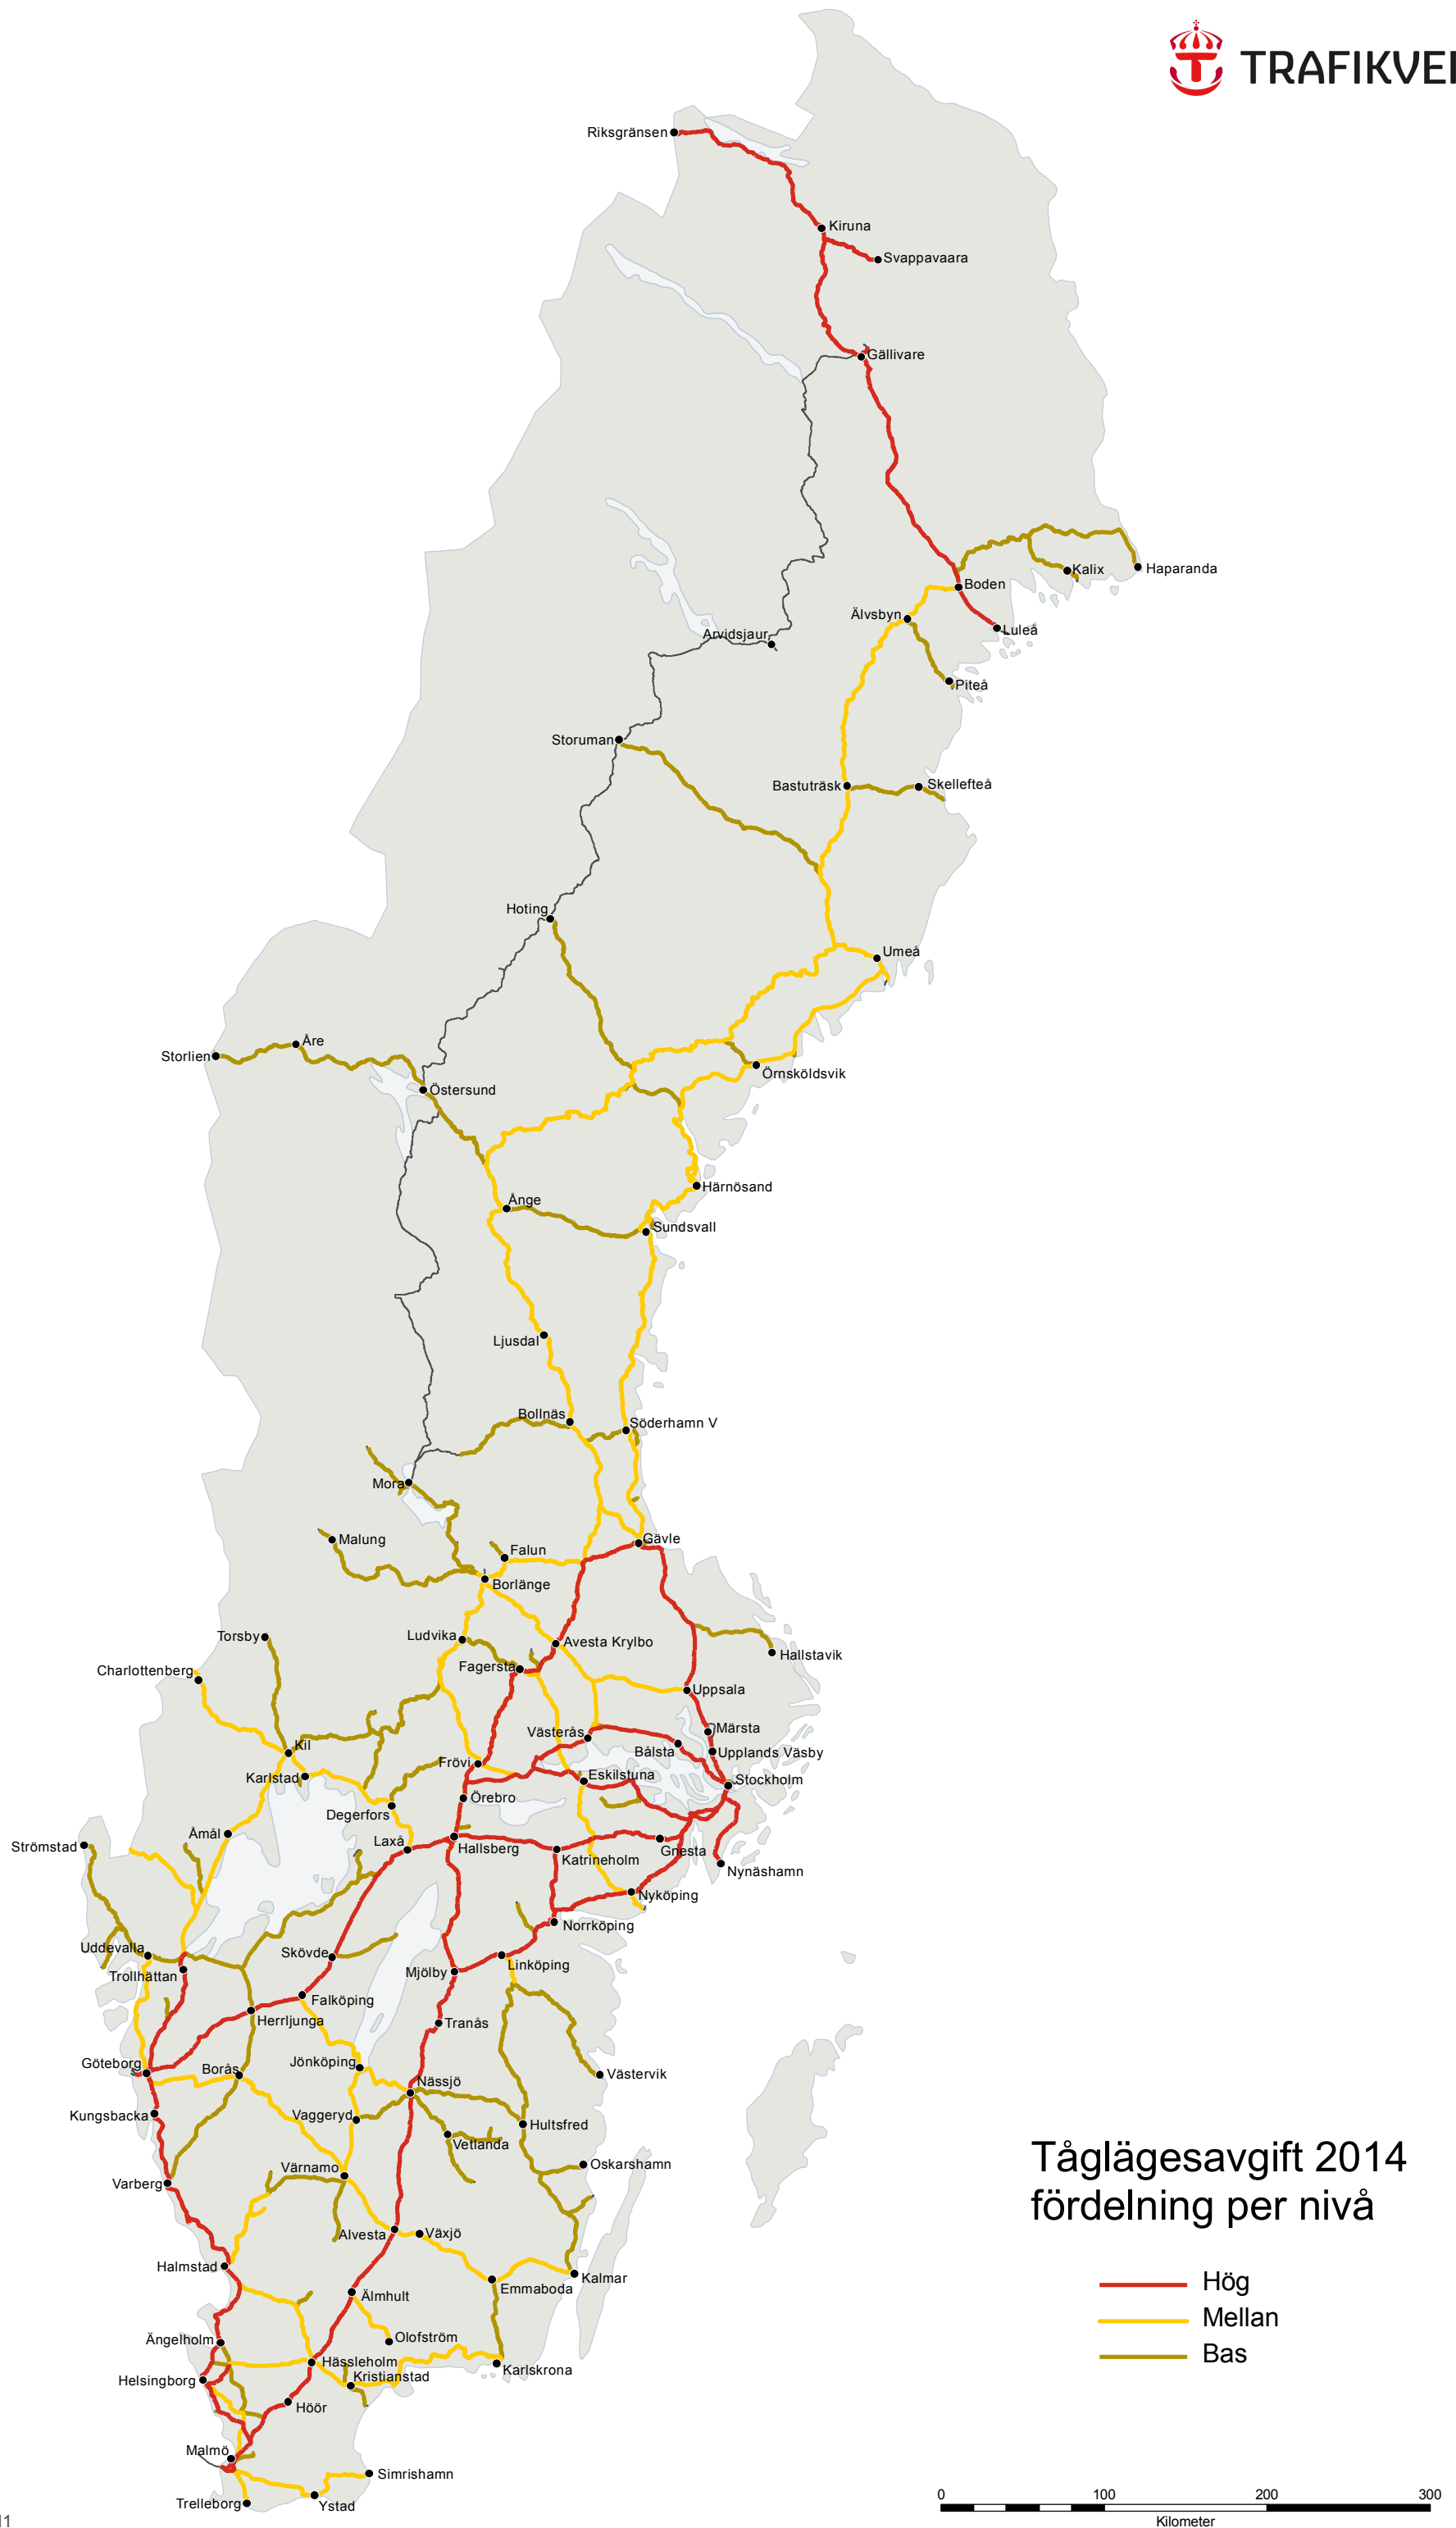 TRAFIKVE
Riksgränsen
Kiruna
Svappavaara
Gällivare
Kalix
Haparanda
Boden
Älvsbyn
Luleå
Arvidsjaur
Piteå
Storuman
Bastuträsk
Skellefteå
Hoting
Umeå
Åre
Storlien
Örnsköldsvik
Östersund
Härnösand
Ånge
Sundsvall
Ljusdal
Bollnäs
Söderhamn V
Mora
Malung
Gävle
Falun
Borlänge
Torsby
Ludvika
Avesta Krylbo
Hallstavik
Charlottenberg
Fagersta
Uppsala
Västerås
Märsta
Kil
Bålsta
Upplands Väsby
Frövi
Karlstad
Eskilstuna
Stockholm
Örebro
Degerfors
Åmål
Strömstad
Laxå
Hallsberg
Gnesta
Katrineholm
Nynäshamn
Nyköping
Norrköping
Uddevalla
Skövde
Linköping
Trollhättan
Mjölby
Falköping
Herrljunga
Tranås
Göteborg
Jönköping
Borås
Västervik
Nässjö
Kungsbacka
Vaggeryd
Hultsfred
Vetlanda
Tåglägesavgift 2014
fördelning per nivå
Oskarshamn
Värnamo
Varberg
Alvesta
Växjö
Halmstad
Kalmar
Emmaboda
Hög
Älmhult
Mellan
Olofström
Ängelholm
Bas
Hässleholm
Karlskrona
Kristianstad
Helsingborg
Höör
Malmö
Simrishamn
Trelleborg
Ystad
0 100 200 300
Kilometer